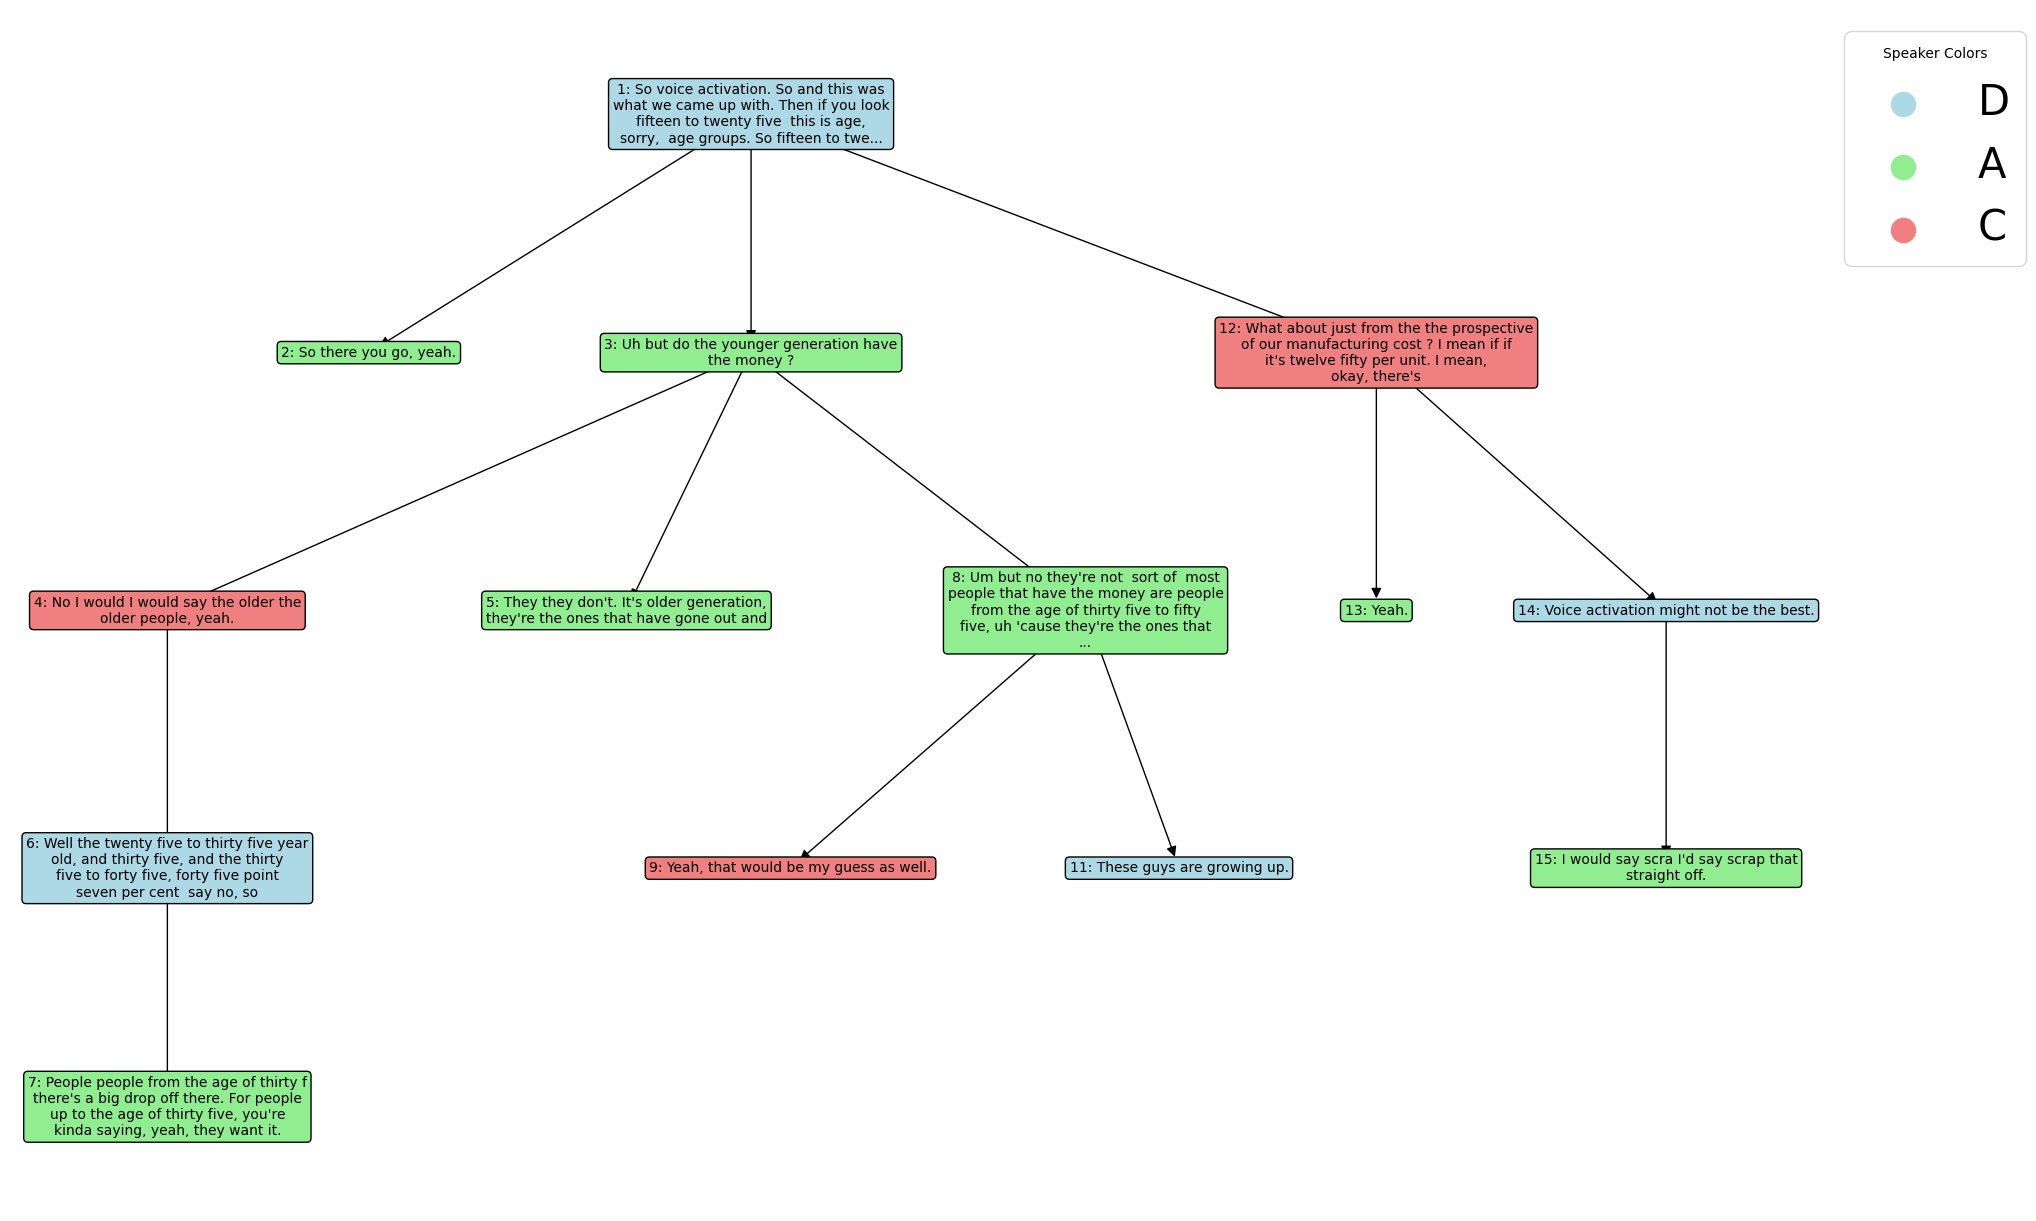 Speaker Colors
D
A
C
1: So voice activation. So and this was
what we came up with. Then if you look
fifteen to twenty five  this is age,
sorry,  age groups. So fifteen to twe...
2: So there you go, yeah.
3: Uh but do the younger generation have
the money ?
12: What about just from the the prospective
of our manufacturing cost ? I mean if if
it's twelve fifty per unit. I mean,
okay, there's
4: No I would I would say the older the
older people, yeah.
5: They they don't. It's older generation,
they're the ones that have gone out and
8: Um but no they're not  sort of  most
people that have the money are people
from the age of thirty five to fifty
five, uh 'cause they're the ones that
...
13: Yeah.
14: Voice activation might not be the best.
6: Well the twenty five to thirty five year
old, and thirty five, and the thirty
five to forty five, forty five point
seven per cent  say no, so
9: Yeah, that would be my guess as well.
11: These guys are growing up.
15: I would say scra I'd say scrap that
straight off.
7: People people from the age of thirty f
there's a big drop off there. For people
up to the age of thirty five, you're
kinda saying, yeah, they want it.